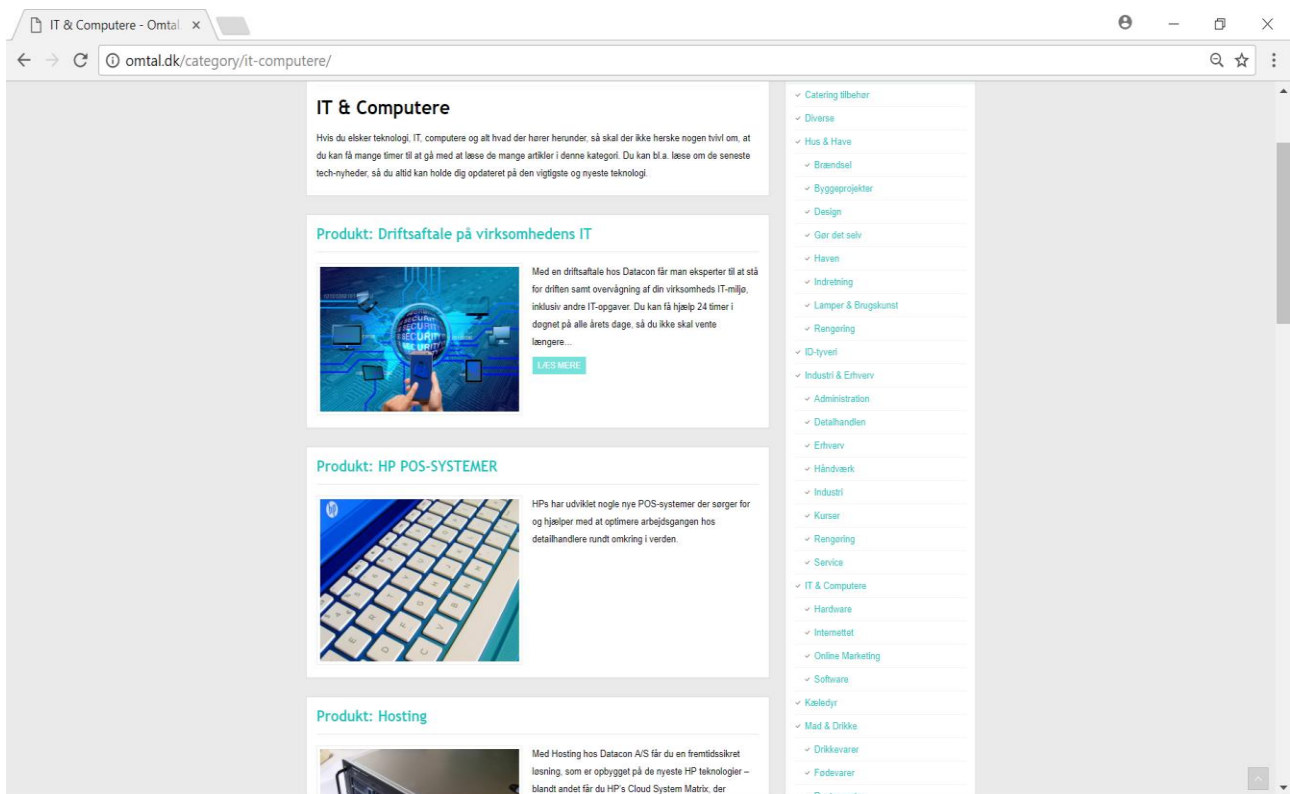 IT & Computere - Omtal
omtal.dk/category/it-computere/
IT & Computere
Hvis du elsker teknologi, IT, computere og alt hvad der hører herunder, så skal der ikke herske nogen tvivl om, at
du kan få mange timer til at gå med at læse de mange artikler i denne kategori. Du kan bl.a. læse om de seneste
tech-nyheder, så du altid kan holde dig opdateret på den vigtigste og nyeste teknologi.
Produkt: Driftsaftale på virksomhedens IT
SECURITY
Med en driftsaftale hos Datacon får man eksperter til at stå
for driften samt overvågning af din virksomheds IT-miljø,
inklusiv andre IT-opgaver. Du kan få hjælp 24 timer i
døgnet på alle årets dage, så du ikke skal vente
længere...
LÆS MERE
Produkt: HP POS-SYSTEMER
hp
HPs har udviklet nogle nye POS-systemer der sørger for
og hjælper med at optimere arbejdsgangen hos
detailhandlere rundt omkring i verden.
Produkt: Hosting
Med Hosting hos Datacon A/S får du en fremtidssikret
løsning, som er opbygget på de nyeste HP teknologier –
blandt andet får du HP's Cloud System Matrix, der
Catering tilbehør
Diverse
Hus & Have
Brændsel
Byggeprojekter
Design
Gør det selv
Haven
Indretning
Lamper & Brugskunst
Rengøring
ID-tyveri
Industri & Erhverv
Administration
Detalhandlen
Erhverv
Håndværk
Industri
Kurser
Rengøring
Service
IT & Computere
Hardware
Internettet
Online Marketing
Software
Kæledyr
Mad & Drikke
Drikkevarer
Fødevarer